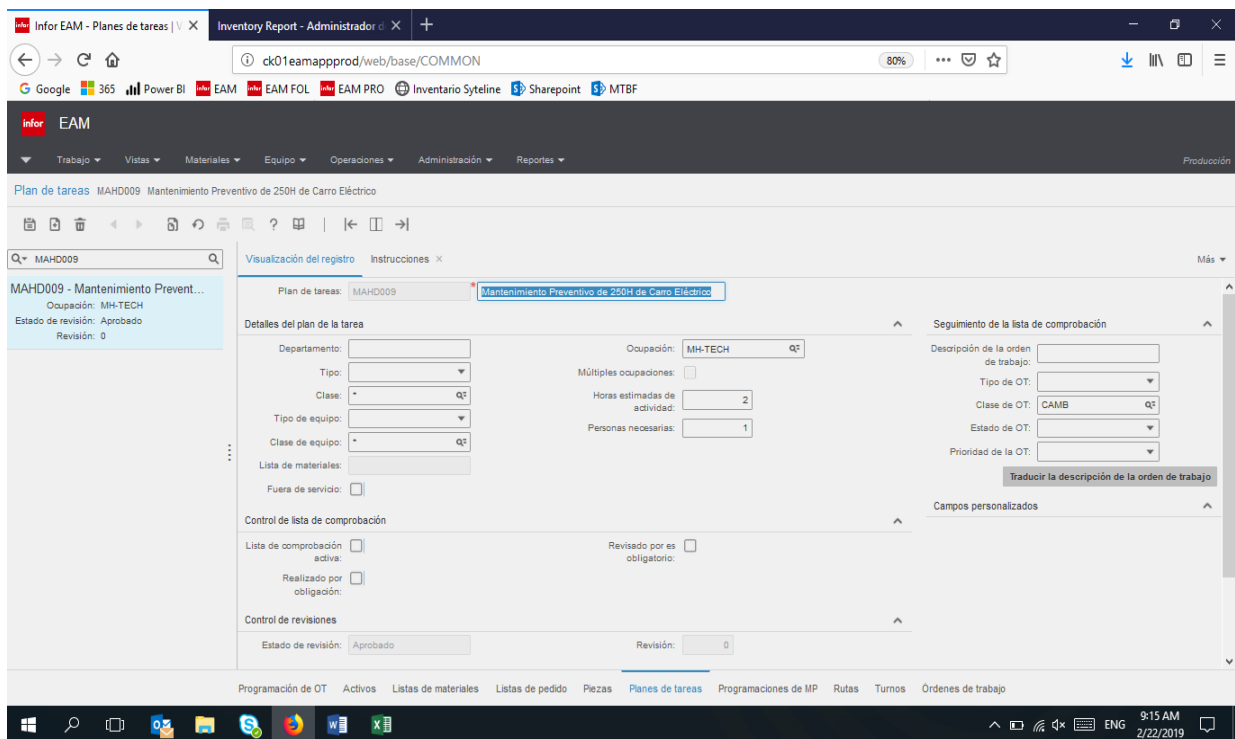 infor Infor EAM - Planes de tareas | V
Inventory Report - Administrador d
ck01eamappprod/web/base/COMMON 80%
Google 365 Power BI EAM EAM FOL EAM PRO Inventario Syteline Sharepoint MTBF
infor EAM
Trabajo Vistas Materiales Equipo Operaciones Administración Reportes Producción
Plan de tareas MAHD009 Mantenimiento Preventivo de 250H de Carro Eléctrico
MAHD009
Visualización del registro Instrucciones × Más
MAHD009 - Mantenimiento Prevent...
Ocupación: MH-TECH
Estado de revisión: Aprobado
Revisión: 0
Plan de tareas: MAHD009 * Mantenimiento Preventivo de 250H de Carro Eléctrico
Detalles del plan de la tarea
Departamento:
Tipo:
Clase: *
Tipo de equipo:
Clase de equipo: *
Lista de materiales:
Fuera de servicio:
Ocupación: MH-TECH
Múltiples ocupaciones:
Horas estimadas de
actividad: 2
Personas necesarias: 1
Seguimiento de la lista de comprobación
Descripción de la orden
de trabajo:
Tipo de OT:
Clase de OT: CAMB
Estado de OT:
Prioridad de la OT:
Traducir la descripción de la orden de trabajo
Campos personalizados
Control de lista de comprobación
Lista de comprobación
activa:
Revisado por es
obligatorio:
Realizado por
obligación:
Control de revisiones
Estado de revisión: Aprobado
Revisión: 0
Programación de OT Activos Listas de materiales Listas de pedido Piezas Planes de tareas Programaciones de MP Rutas Turnos Órdenes de trabajo
ENG
9:15 AM
2/22/2019